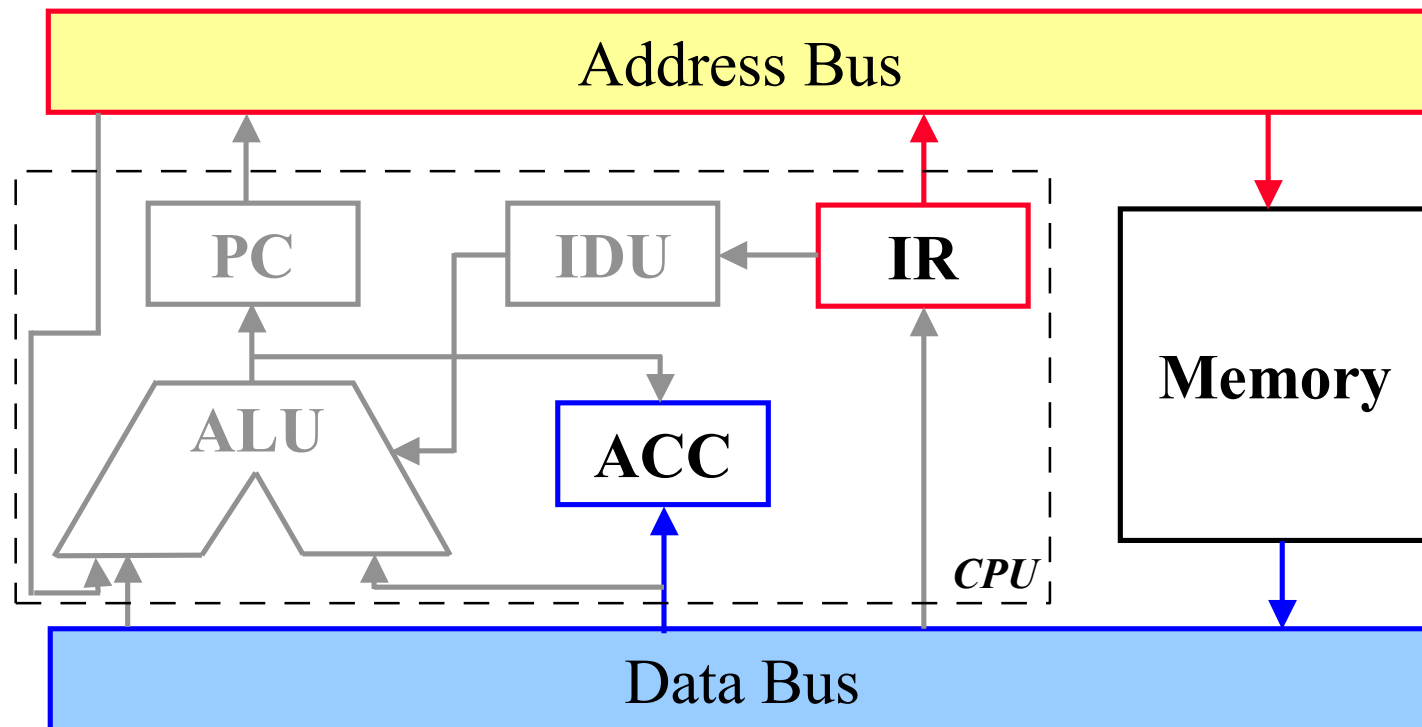 Address Bus
PC
IDU
IR
Memory
ALU
ACC
CPU
Data Bus